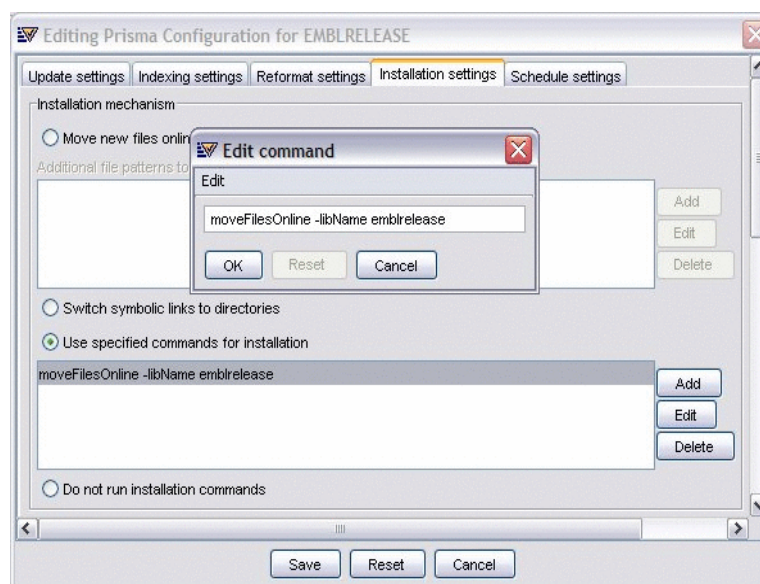 Editing Prisma Configuration for EMBLRELEASE
Update settings Indexing settings Reformat settings Installation settings Schedule settings
Installation mechanism
Move new files onlin
Additional file patterns to
Edit command
Edit
moveFilesOnline -libName emblrelease
OK Reset Cancel
Add
Edit
Delete
Switch symbolic links to directories
Use specified commands for installation
moveFilesOnline -libName emblrelease
Add
Edit
Delete
Do not run installation commands
Save Reset Cancel